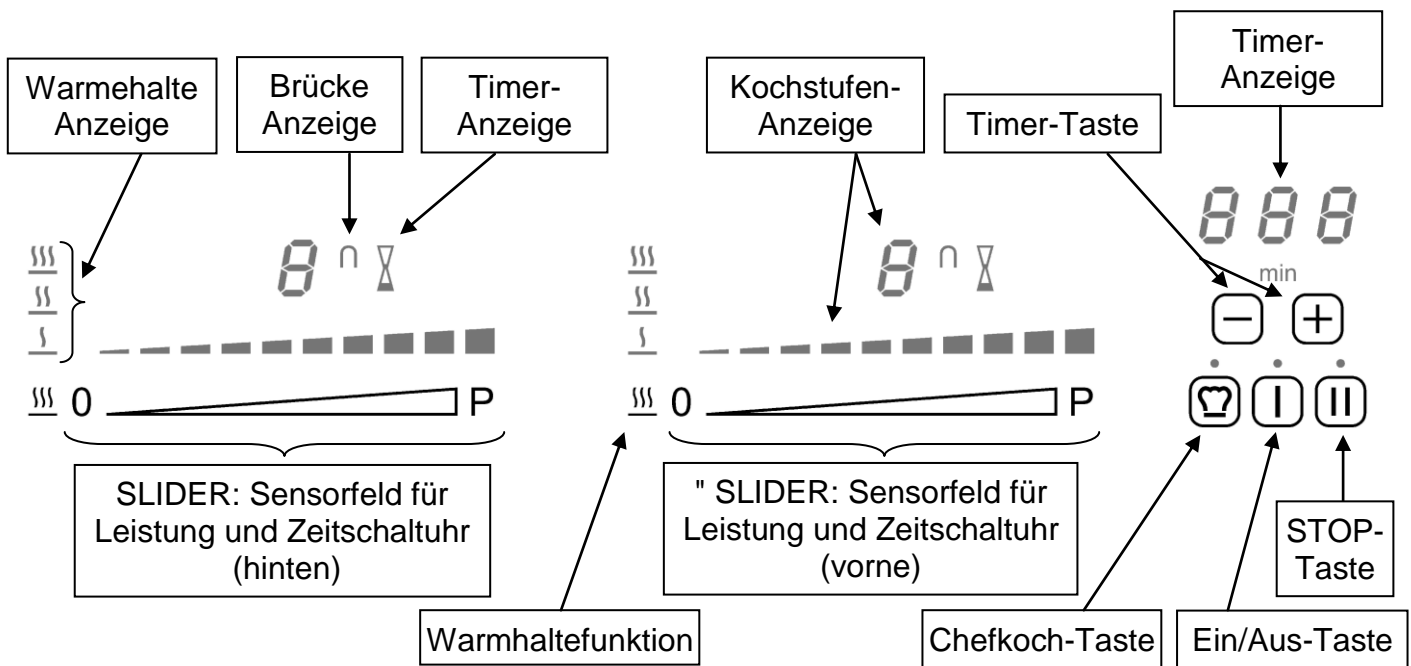 Warmehalte
Anzeige
Brücke
Anzeige
Timer-
Anzeige
Kochstufen-
Anzeige
Timer-Taste
Timer-
Anzeige
8
8
888
min
0 P
0 P
SLIDER: Sensorfeld für
Leistung und Zeitschaltuhr
(hinten)
" SLIDER: Sensorfeld für
Leistung und Zeitschaltuhr
(vorne)
STOP-
Taste
Warmhaltefunktion
Chefkoch-Taste
Ein/Aus-Taste